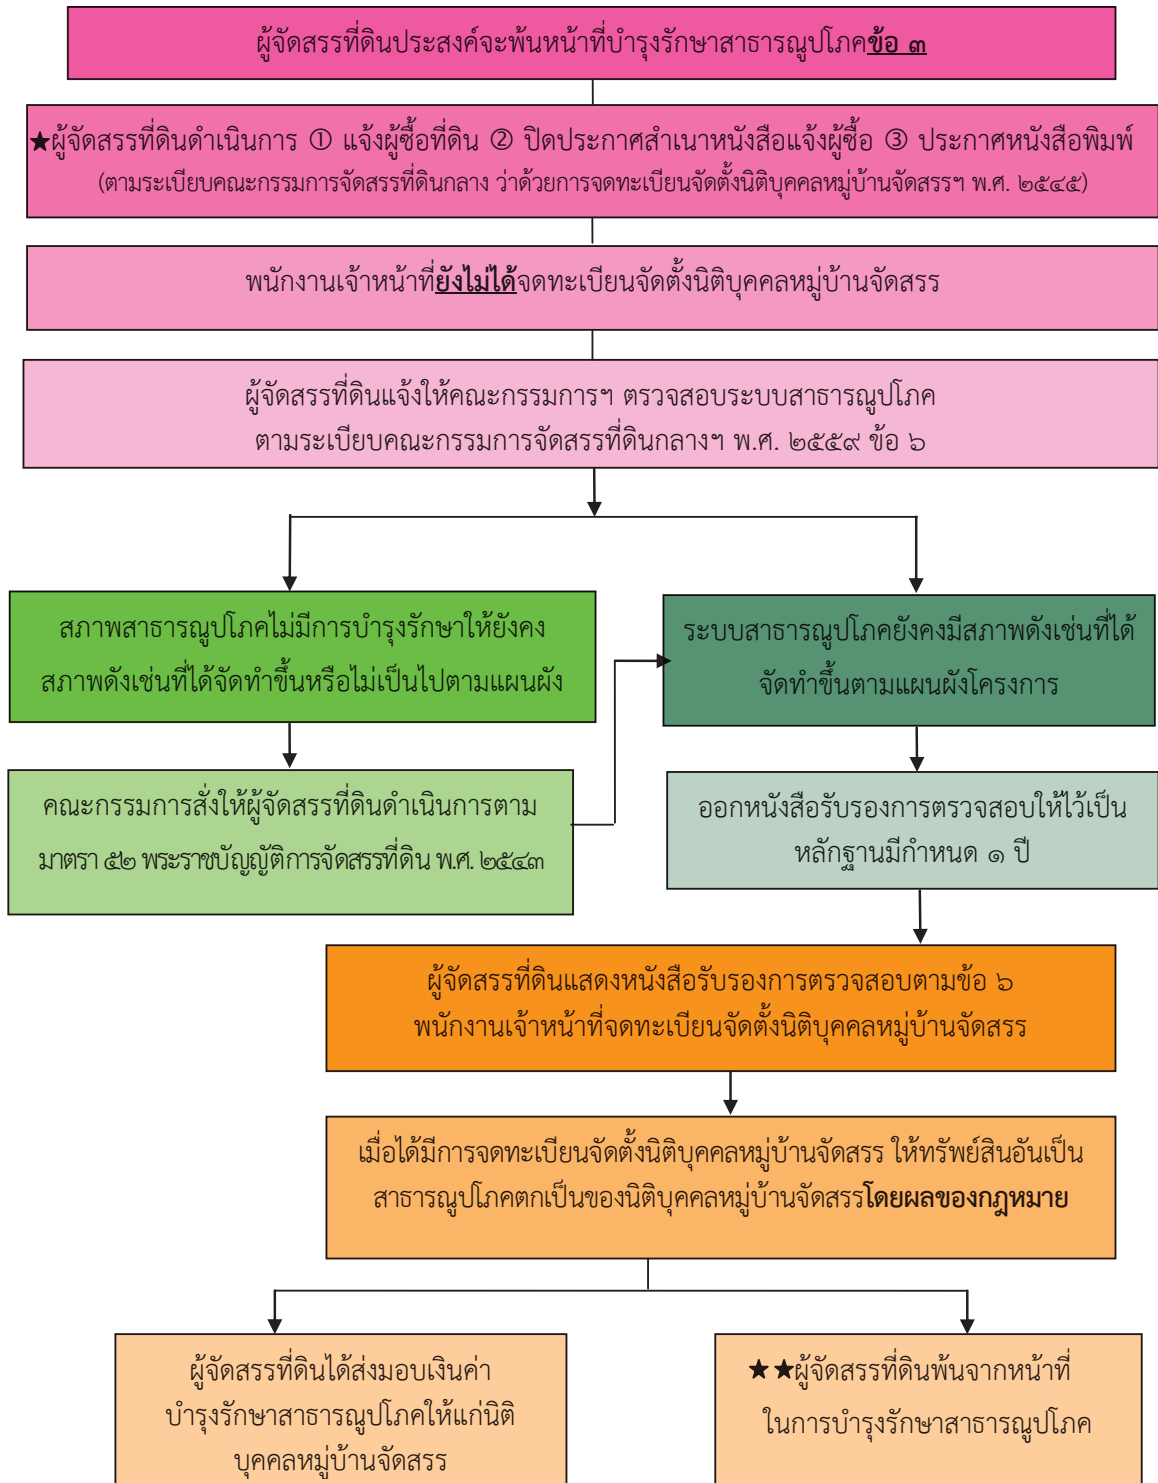 ผู้จัดสรรที่ดินประสงค์จะพ้นหน้าที่บำรุงรักษาสาธารณูปโภคข้อ ๓
★ผู้จัดสรรที่ดินดำเนินการ ① แจ้งผู้ซื้อที่ดิน ② ปิดประกาศสำเนาหนังสือแจ้งผู้ซื้อ ③ ประกาศหนังสือพิมพ์
(ตามระเบียบคณะกรรมการจัดสรรที่ดินกลาง ว่าด้วยการจดทะเบียนจัดตั้งนิติบุคคลหมู่บ้านจัดสรรฯ พ.ศ. ๒๕๔๕)
พนักงานเจ้าหน้าที่ยังไม่ได้จดทะเบียนจัดตั้งนิติบุคคลหมู่บ้านจัดสรร
ผู้จัดสรรที่ดินแจ้งให้คณะกรรมการฯ ตรวจสอบระบบสาธารณูปโภค
ตามระเบียบคณะกรรมการจัดสรรที่ดินกลางฯ พ.ศ. ๒๕๕๙ ข้อ ๖
สภาพสาธารณูปโภคไม่มีการบำรุงรักษาให้ยังคง
สภาพดังเช่นที่ได้จัดทำขึ้นหรือไม่เป็นไปตามแผนผัง
ระบบสาธารณูปโภคยังคงมีสภาพดังเช่นที่ได้
จัดทำขึ้นตามแผนผังโครงการ
คณะกรรมการสั่งให้ผู้จัดสรรที่ดินดำเนินการตาม
มาตรา ๕๒ พระราชบัญญัติการจัดสรรที่ดิน พ.ศ. ๒๕๔๓
ออกหนังสือรับรองการตรวจสอบให้ไว้เป็น
หลักฐานมีกำหนด ๑ ปี
ผู้จัดสรรที่ดินแสดงหนังสือรับรองการตรวจสอบตามข้อ ๖
พนักงานเจ้าหน้าที่จดทะเบียนจัดตั้งนิติบุคคลหมู่บ้านจัดสรร
เมื่อได้มีการจดทะเบียนจัดตั้งนิติบุคคลหมู่บ้านจัดสรร ให้ทรัพย์สินอันเป็น
สาธารณูปโภคตกเป็นของนิติบุคคลหมู่บ้านจัดสรรโดยผลของกฎหมาย
ผู้จัดสรรที่ดินได้ส่งมอบเงินค่า
บำรุงรักษาสาธารณูปโภคให้แก่นิติ
บุคคลหมู่บ้านจัดสรร
★★ผู้จัดสรรที่ดินพ้นจากหน้าที่
ในการบำรุงรักษาสาธารณูปโภค